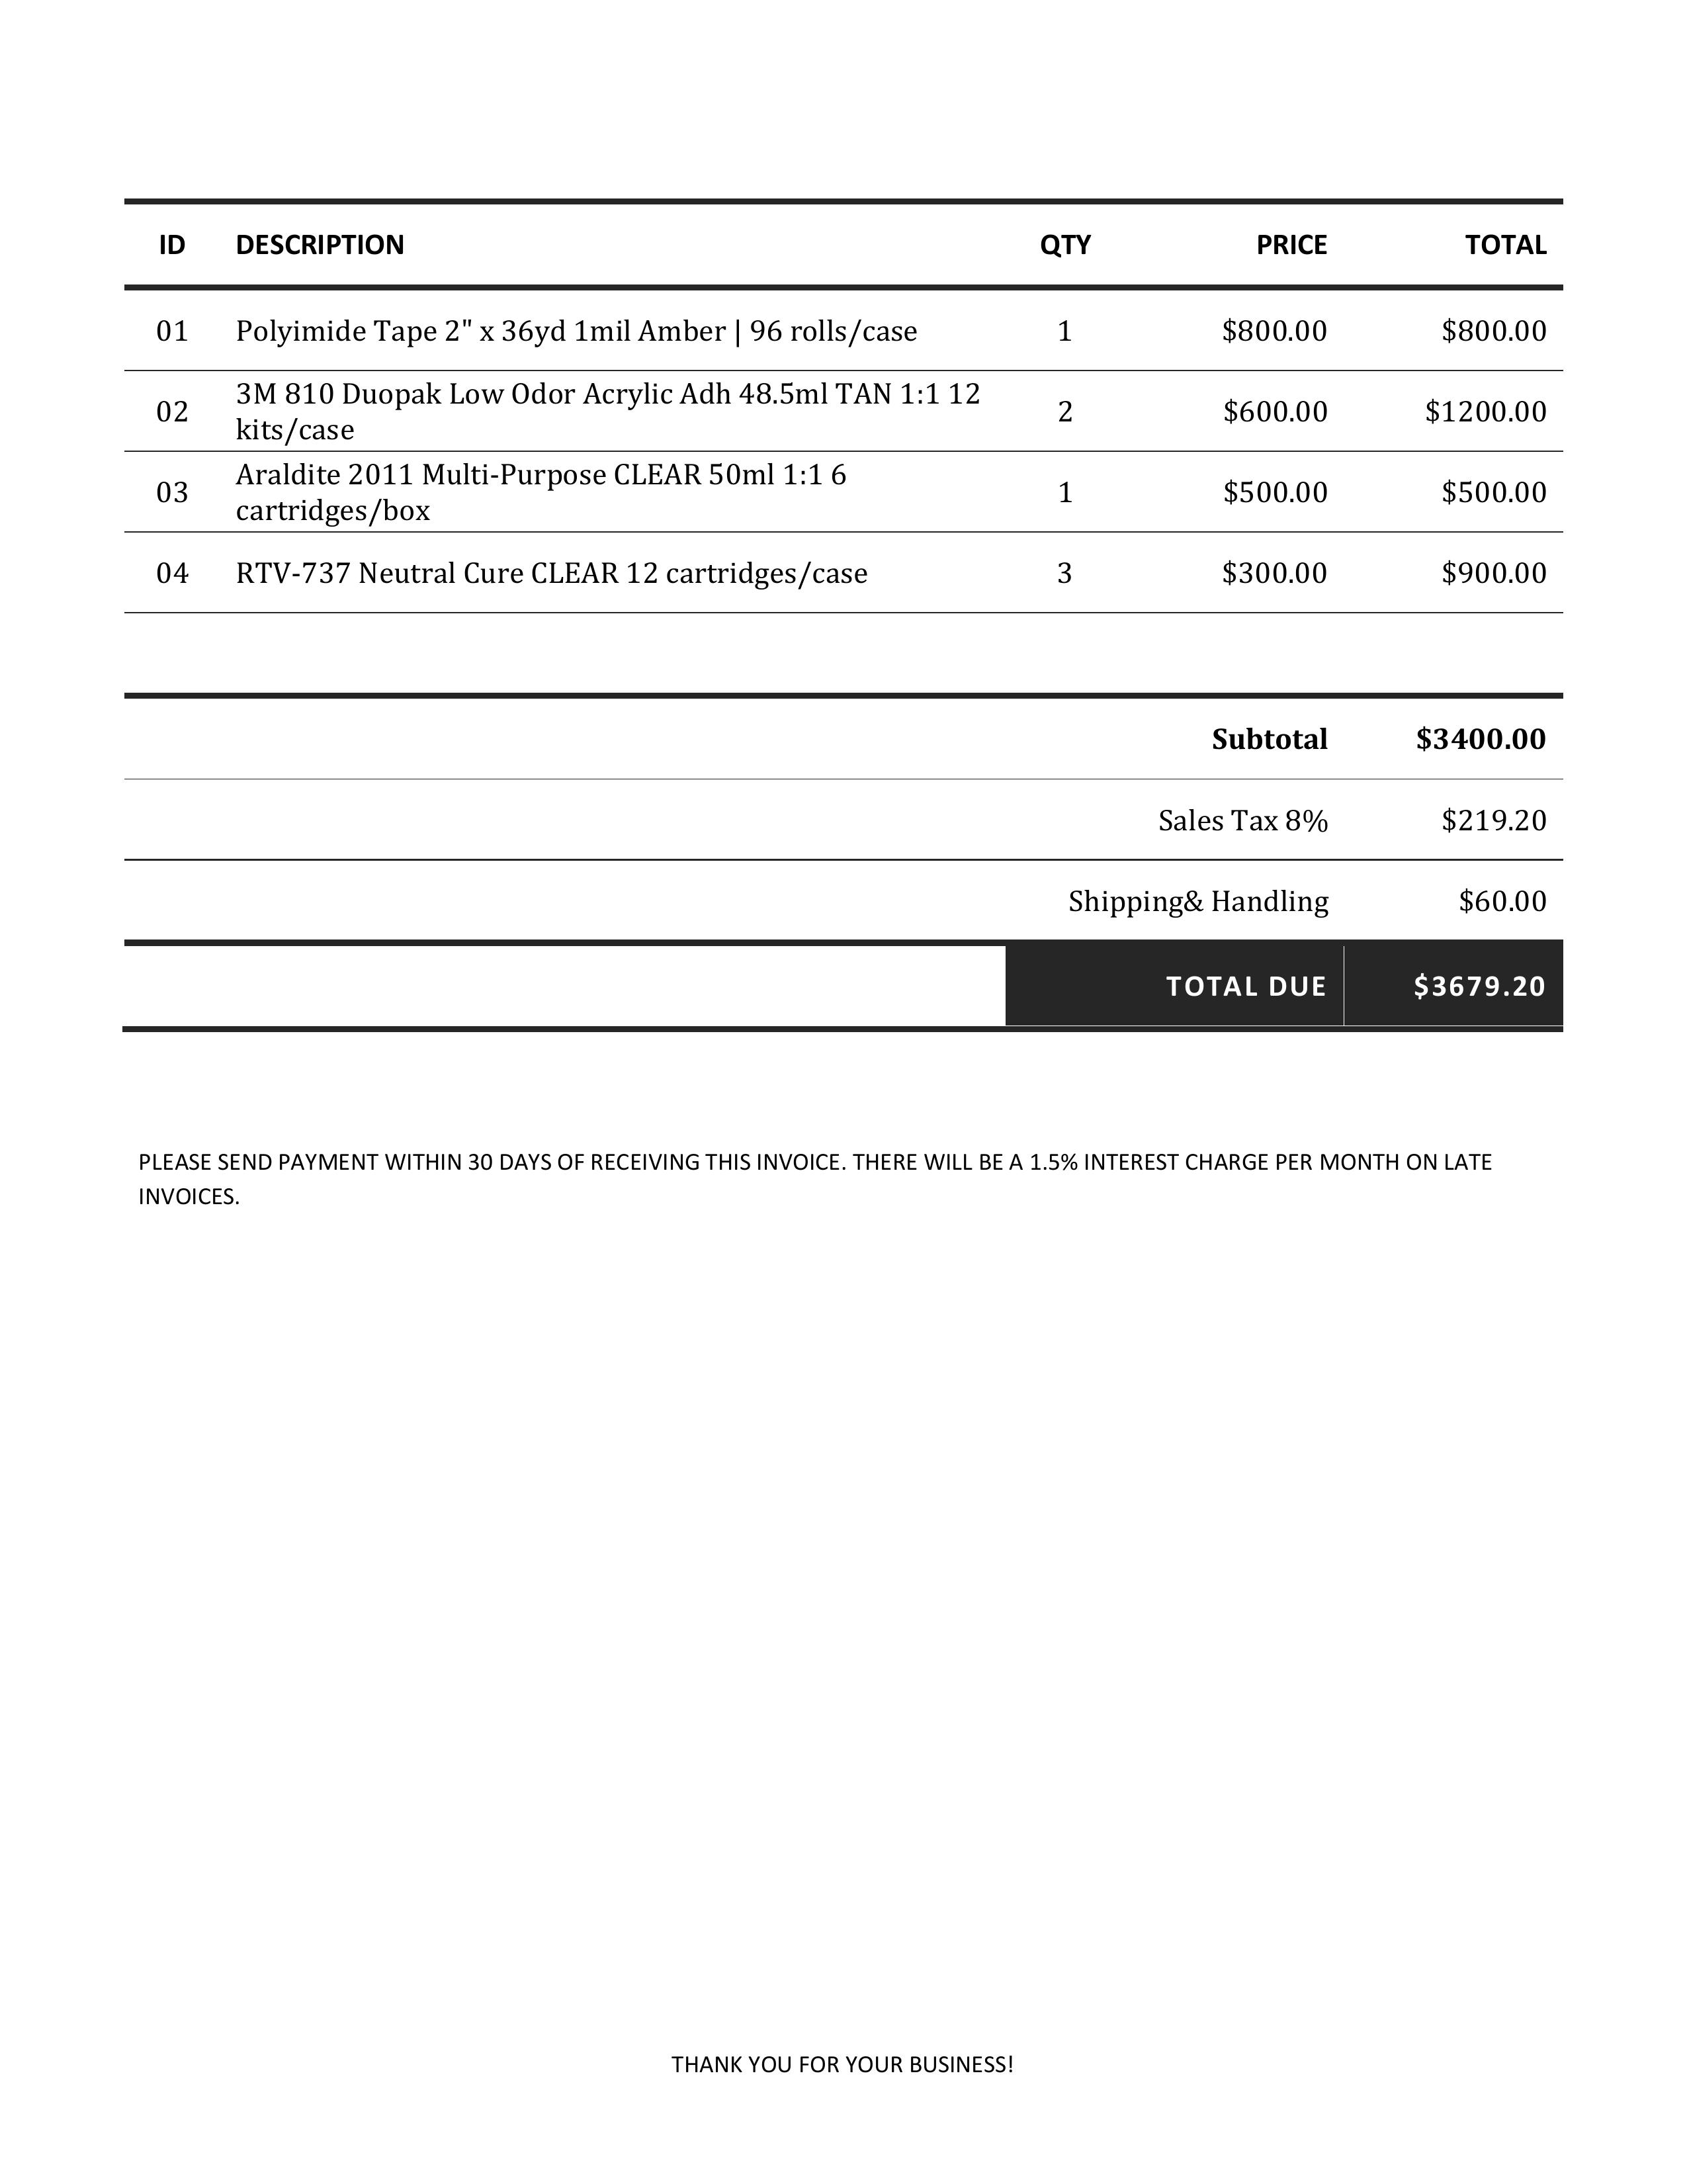 ID DESCRIPTION QTY PRICE TOTAL
01 Polyimide Tape 2" x 36yd 1mil Amber | 96 rolls/case 1 $800.00 $800.00
02 3M 810 Duopak Low Odor Acrylic Adh 48.5ml TAN 1:1 12 2 $600.00 $1200.00
kits/case
03 Araldite 2011 Multi-Purpose CLEAR 50ml 1:1 6 1 $500.00 $500.00
cartridges/box
04 RTV-737 Neutral Cure CLEAR 12 cartridges/case 3 $300.00 $900.00
Subtotal $3400.00
Sales Tax 8% $219.20
Shipping& Handling $60.00
TOTAL DUE $3679.20
PLEASE SEND PAYMENT WITHIN 30 DAYS OF RECEIVING THIS INVOICE. THERE WILL BE A 1.5% INTEREST CHARGE PER MONTH ON LATE
INVOICES.
THANK YOU FOR YOUR BUSINESS!